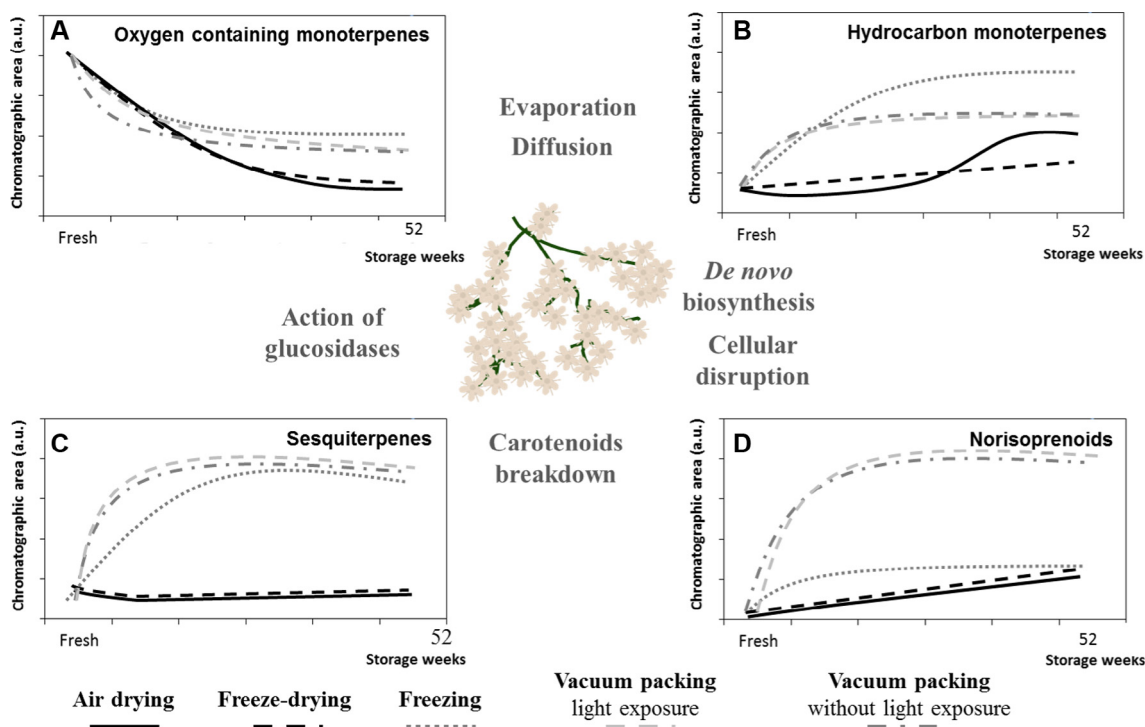 A
Oxygen containing monoterpenes
Chromatographic area (a.u.)
Fresh
52
Storage weeks
B
Hydrocarbon monoterpenes
Chromatographic area (a.u.)
Fresh
52
Storage weeks
Evaporation
Diffusion
Action of
glucosidases
De novo
biosynthesis
Cellular
disruption
Carotenoids
breakdown
C
Sesquiterpenes
Chromatographic area (a.u.)
Fresh
52
Storage weeks
D
Norisoprenoids
Chromatographic area (a.u.)
Fresh
52
Storage weeks
Air drying
Freeze-drying
Freezing
Vacuum packing
light exposure
Vacuum packing
without light exposure